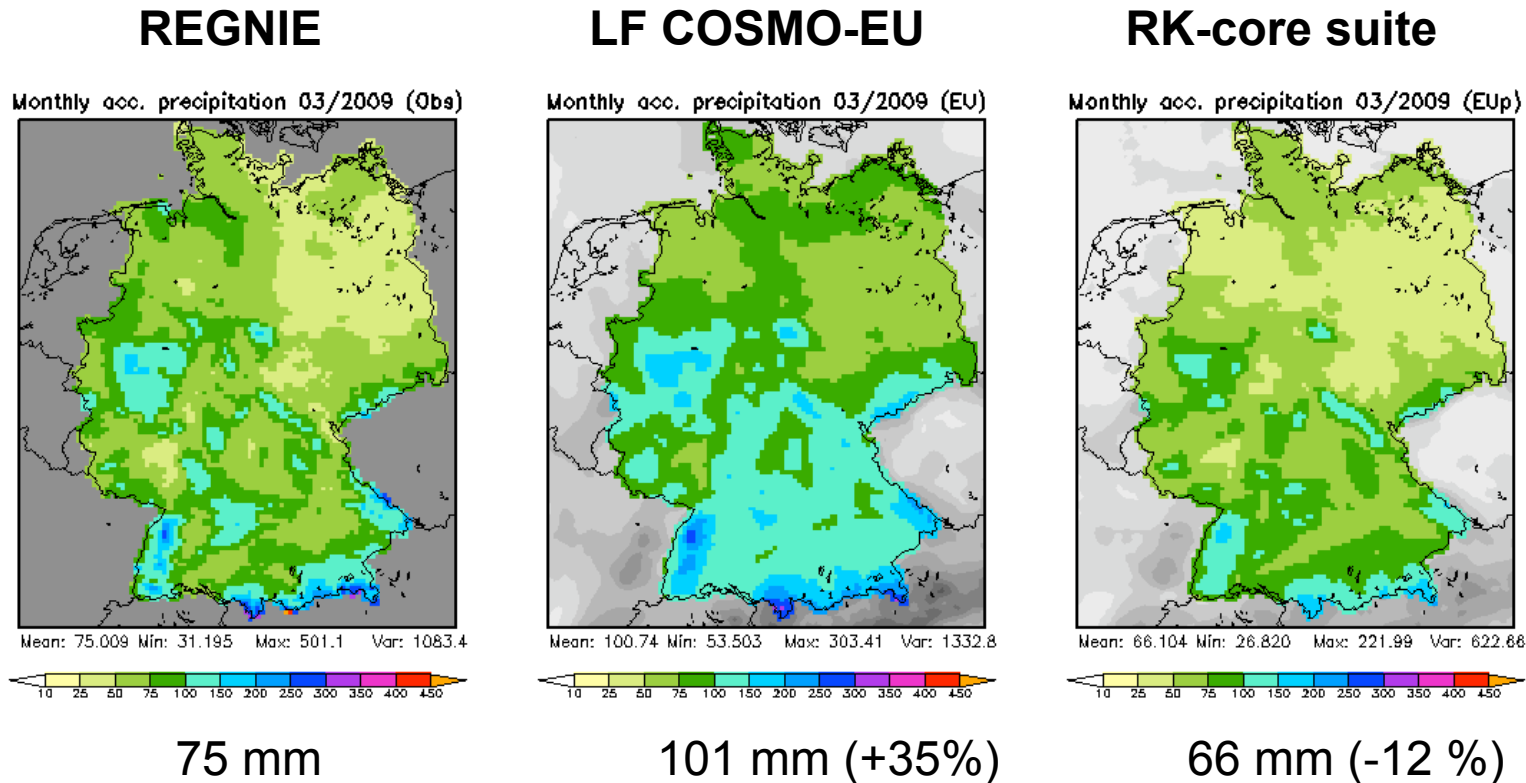 REGNIE LF COSMO-EU RK-core suite
Monthly acc. precipitation 03/2009 (Obs) Monthly acc. precipitation 03/2009 (EU) Monthly acc. precipitation 03/2009 (EUp)
Mean: 75.009 Min: 31.195 Max: 501.1 Var: 1083.4 Mean: 100.74 Min: 53.503 Max: 303.41 Var: 1332.8 Mean: 66.104 Min: 26.820 Max: 221.99 Var: 622.66
10 25 50 75 100 150 200 250 300 350 400 450 10 25 50 75 100 150 200 250 300 350 400 450 10 25 50 75 100 150 200 250 300 350 400 450
75 mm 101 mm (+35%) 66 mm (-12 %)